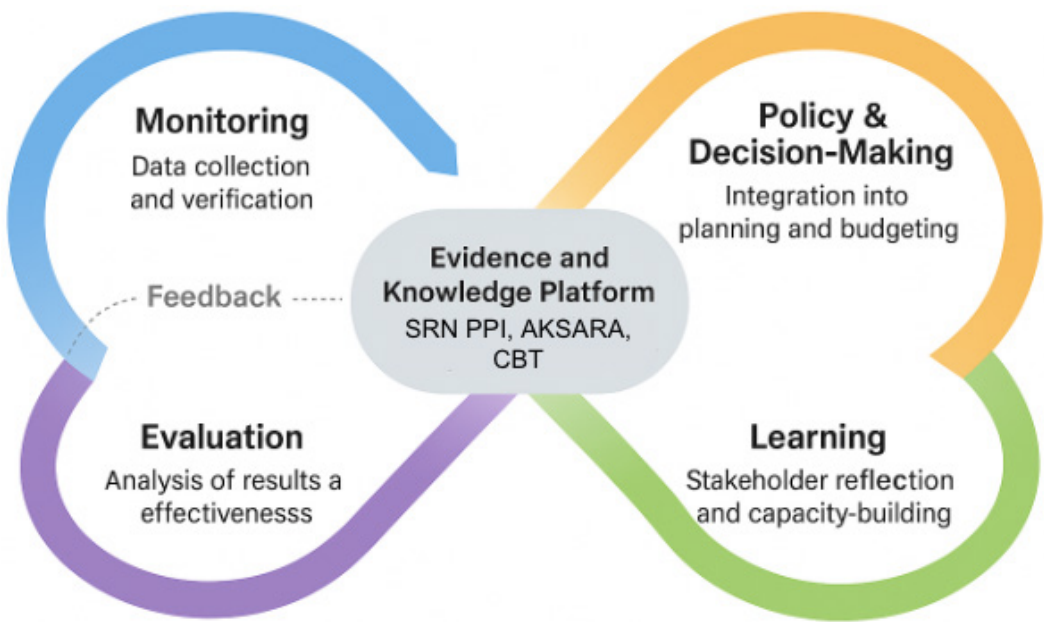 Monitoring
Data collection
and verification
Policy &
Decision-Making
Integration into
planning and budgeting
Feedback
Evidence and
Knowledge Platform
SRN PPI, AKSARA,
CBT
Evaluation
Analysis of results a
effectivenesss
Learning
Stakeholder reflection
and capacity-building